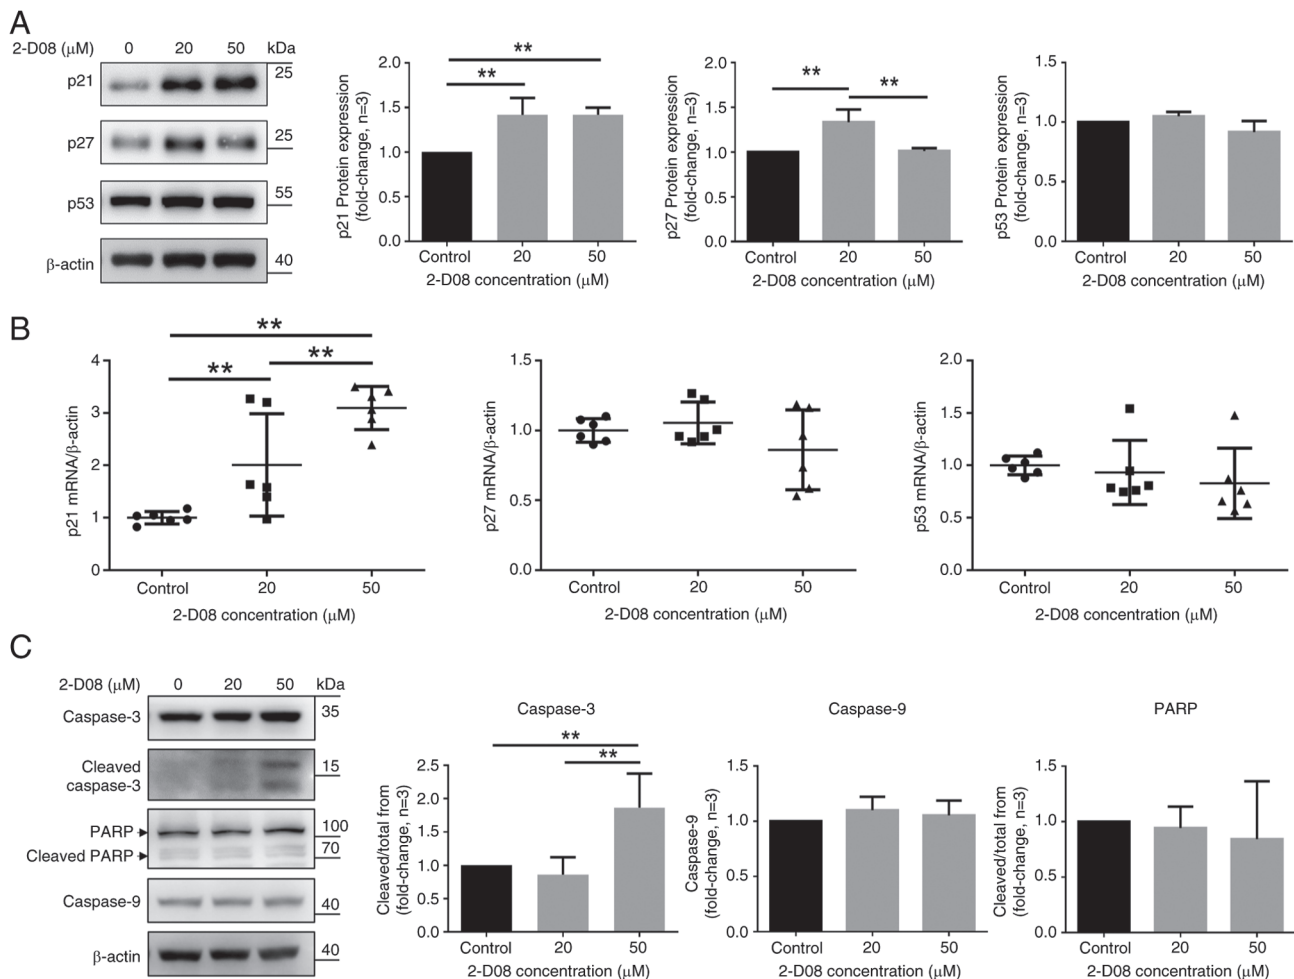 A
2-D08 (μM) 0 20 50 kDa
p21 25
p27 25
p53 55
β-actin 40
p21 Protein expression
(fold-change, n=3)
2.0
1.5
1.0
0.5
0.0
** **
Control 20 50
2-D08 concentration (μM)
p27 Protein expression
(fold-change, n=3)
2.0
1.5
1.0
0.5
0.0
** **
Control 20 50
2-D08 concentration (μM)
p53 Protein expression
(fold-change, n=3)
1.5
1.0
0.5
0.0
Control 20 50
2-D08 concentration (μM)
B
p21 mRNA/β-actin
4
3
2
1
0
** ** **
Control 20 50
2-D08 concentration (μM)
p27 mRNA/β-actin
1.5
1.0
0.5
0.0
Control 20 50
2-D08 concentration (μM)
p53 mRNA/β-actin
2.0
1.5
1.0
0.5
0.0
Control 20 50
2-D08 concentration (μM)
C
2-D08 (μM) 0 20 50 kDa
Caspase-3 35
Cleaved
caspase-3 15
PARP 100
Cleaved PARP 70
Caspase-9 40
β-actin 40
Caspase-3
Cleaved/total from
(fold-change, n=3)
2.5
2.0
1.5
1.0
0.5
0.0
** **
Control 20 50
2-D08 concentration (μM)
Caspase-9
Caspase-9
(fold-change, n=3)
1.5
1.0
0.5
0.0
Control 20 50
2-D08 concentration (μM)
PARP
Cleaved/total from
(fold-change, n=3)
1.5
1.0
0.5
0.0
Control 20 50
2-D08 concentration (μM)